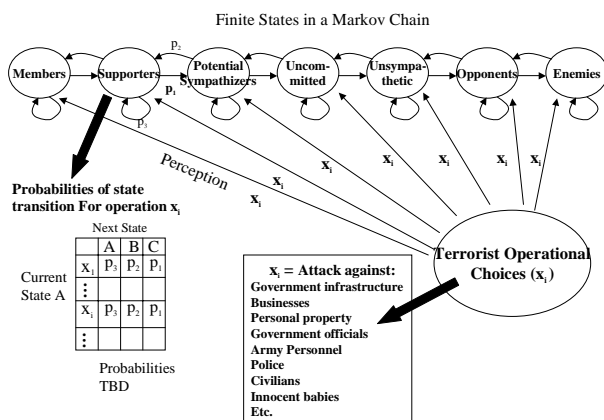 Finite States in a Markov Chain
p₂
Members Supporters Potential Sympathizers Uncom-mitted Unsympa-thetic Opponents Enemies
p₁
p₃
Perception
xᵢ
xᵢ
xᵢ
xᵢ
xᵢ
xᵢ
xᵢ
Probabilities of state
transition For operation xᵢ
Next State
A B C
Current
State A
x₁ p₃ p₂ p₁
⋮
xᵢ p₃ p₂ p₁
⋮
Probabilities
TBD
Terrorist Operational
Choices (xᵢ)
xᵢ = Attack against:
Government infrastructure
Businesses
Personal property
Government officials
Army Personnel
Police
Civilians
Innocent babies
Etc.